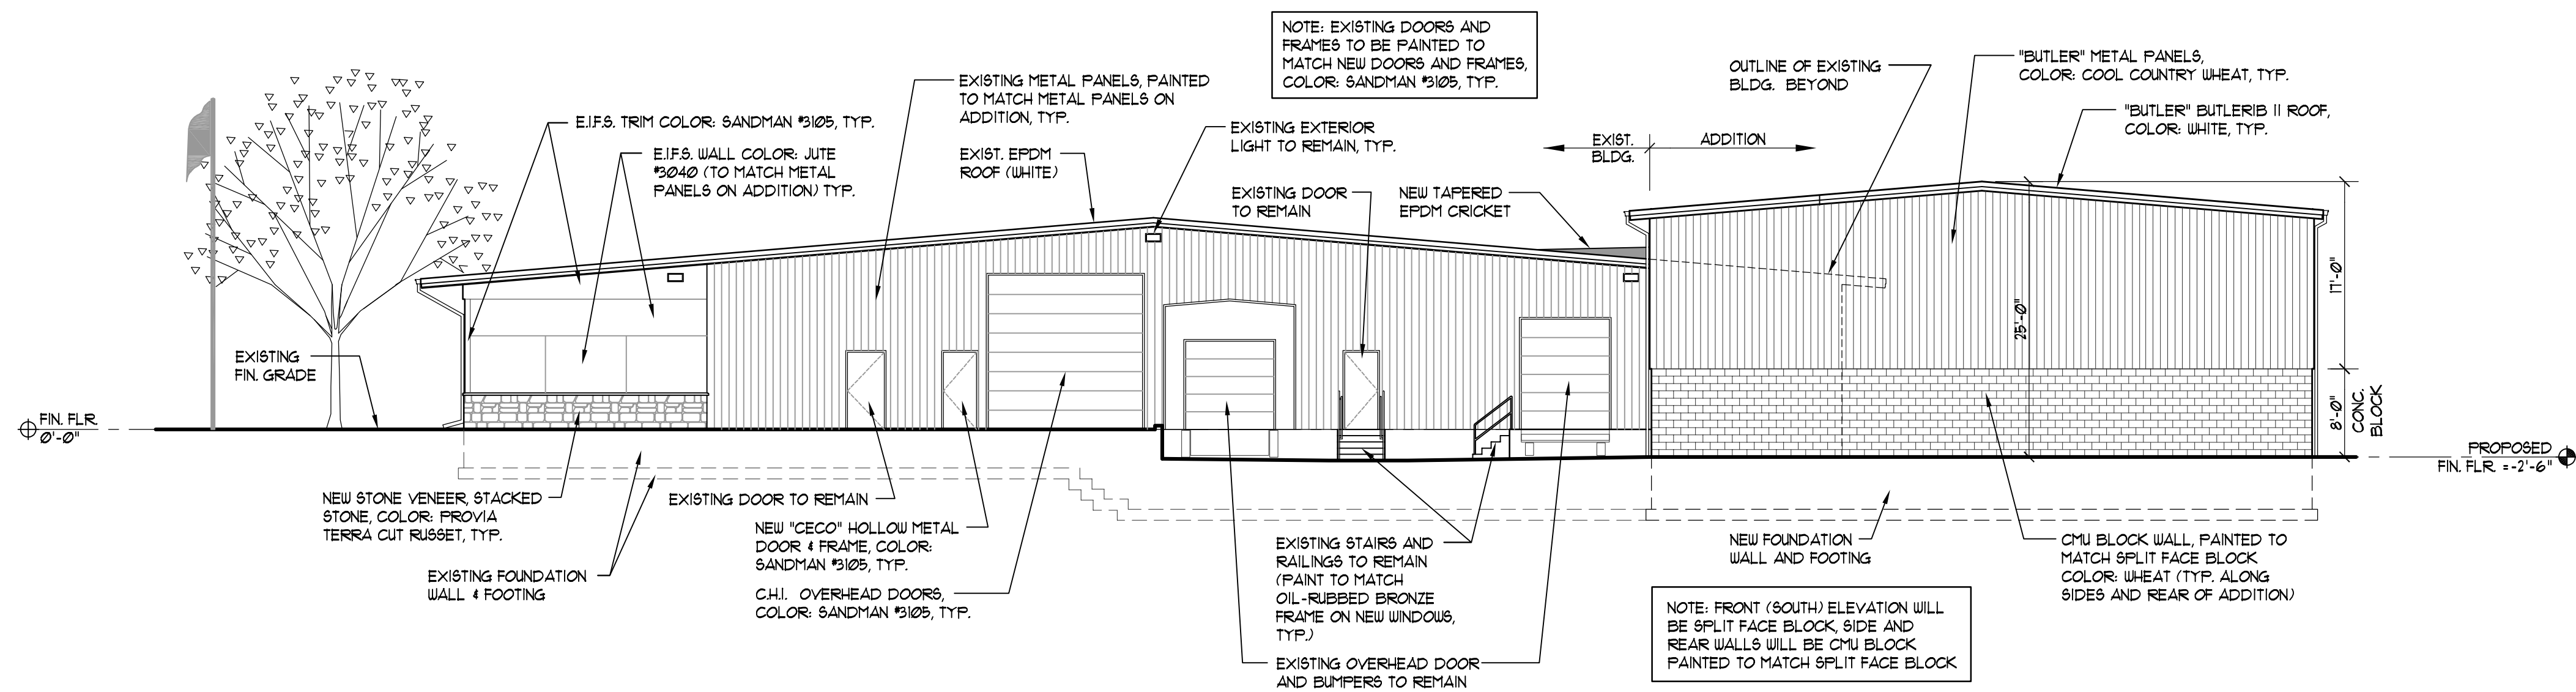 NOTE: EXISTING DOORS AND
FRAMES TO BE PAINTED TO
MATCH NEW DOORS AND FRAMES,
COLOR: SANDMAN #3105, TYP.
"BUTLER" METAL PANELS,
COLOR: COOL COUNTRY WHEAT, TYP.
OUTLINE OF EXISTING
BLDG. BEYOND
EXISTING METAL PANELS, PAINTED
TO MATCH METAL PANELS ON
ADDITION, TYP.
"BUTLER" BUTLERIB II ROOF,
COLOR: WHITE, TYP.
E.I.F.S. TRIM COLOR: SANDMAN #3105, TYP.
EXISTING EXTERIOR
LIGHT TO REMAIN, TYP.
EXIST.
BLDG.
ADDITION
E.I.F.S. WALL COLOR: JUTE
#3040 (TO MATCH METAL
PANELS ON ADDITION) TYP.
EXIST. EPDM
ROOF (WHITE)
EXISTING DOOR
TO REMAIN
NEW TAPERED
EPDM CRICKET
17'-0"
25'-0"
8'-0"
CONC.
BLOCK
EXISTING
FIN. GRADE
FIN. FLR.
0'-0"
PROPOSED
FIN. FLR. = -2'-6"
NEW STONE VENEER, STACKED
STONE, COLOR: PROVIA
TERRA CUT RUSSET, TYP.
EXISTING DOOR TO REMAIN
NEW "CECO" HOLLOW METAL
DOOR & FRAME, COLOR:
SANDMAN #3105, TYP.
EXISTING FOUNDATION
WALL & FOOTING
C.H.I. OVERHEAD DOORS,
COLOR: SANDMAN #3105, TYP.
EXISTING STAIRS AND
RAILINGS TO REMAIN
(PAINT TO MATCH
OIL-RUBBED BRONZE
FRAME ON NEW WINDOWS,
TYP.)
EXISTING OVERHEAD DOOR
AND BUMPERS TO REMAIN
NEW FOUNDATION
WALL AND FOOTING
CMU BLOCK WALL, PAINTED TO
MATCH SPLIT FACE BLOCK
COLOR: WHEAT (TYP. ALONG
SIDES AND REAR OF ADDITION)
NOTE: FRONT (SOUTH) ELEVATION WILL
BE SPLIT FACE BLOCK, SIDE AND
REAR WALLS WILL BE CMU BLOCK
PAINTED TO MATCH SPLIT FACE BLOCK